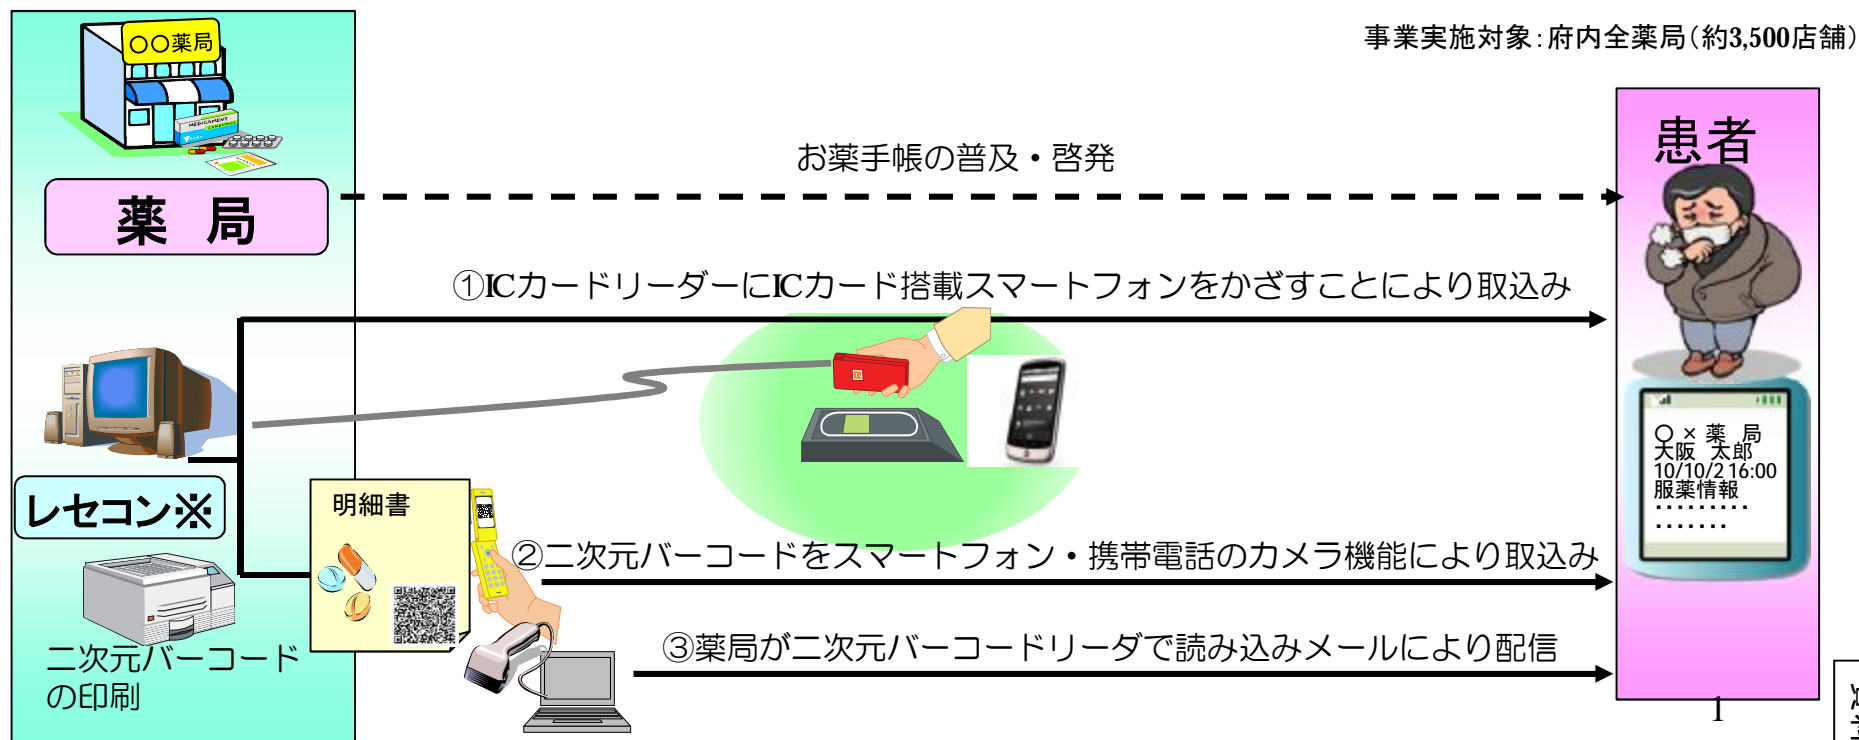 〇〇薬局
MEDICAMENT
事業実施対象：府内全薬局（約3,500店舗）
患者
お薬手帳の普及・啓発
薬 局
①ICカードリーダーにICカード搭載スマートフォンをかざすことにより取込み
〇×薬 局
大阪 太郎
10/10/2 16:00
服薬情報
・・・・・・・・・
・・・・・・・
レセコン※
明細書
②二次元バーコードをスマートフォン・携帯電話のカメラ機能により取込み
③薬局が二次元バーコードリーダで読み込みメールにより配信
二次元バーコード
の印刷
1